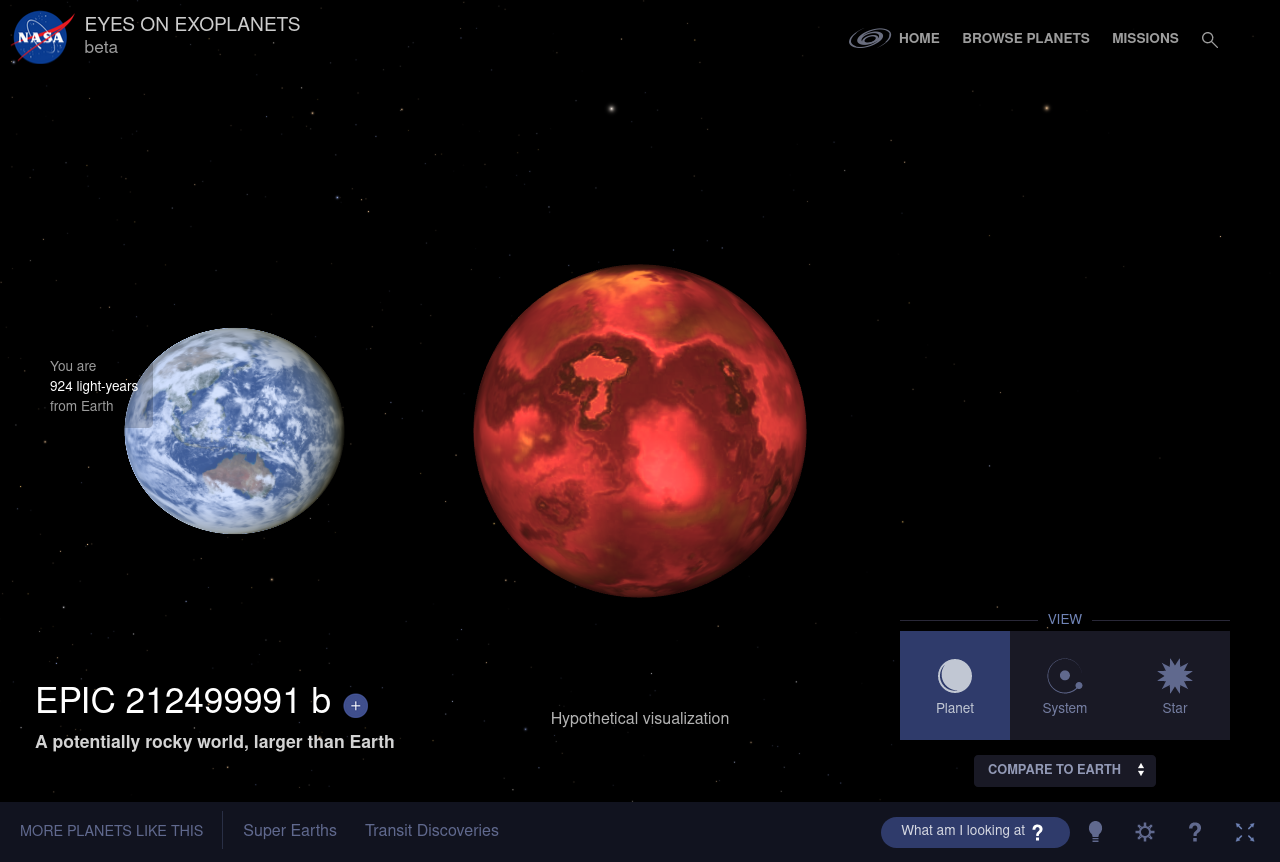 NASA
EYES ON EXOPLANETS
beta
HOME
BROWSE PLANETS
MISSIONS
You are
924 light-years
from Earth
EPIC 212499991 b +
A potentially rocky world, larger than Earth
Hypothetical visualization
VIEW
Planet
System
Star
COMPARE TO EARTH
MORE PLANETS LIKE THIS
Super Earths
Transit Discoveries
What am I looking at ?
?